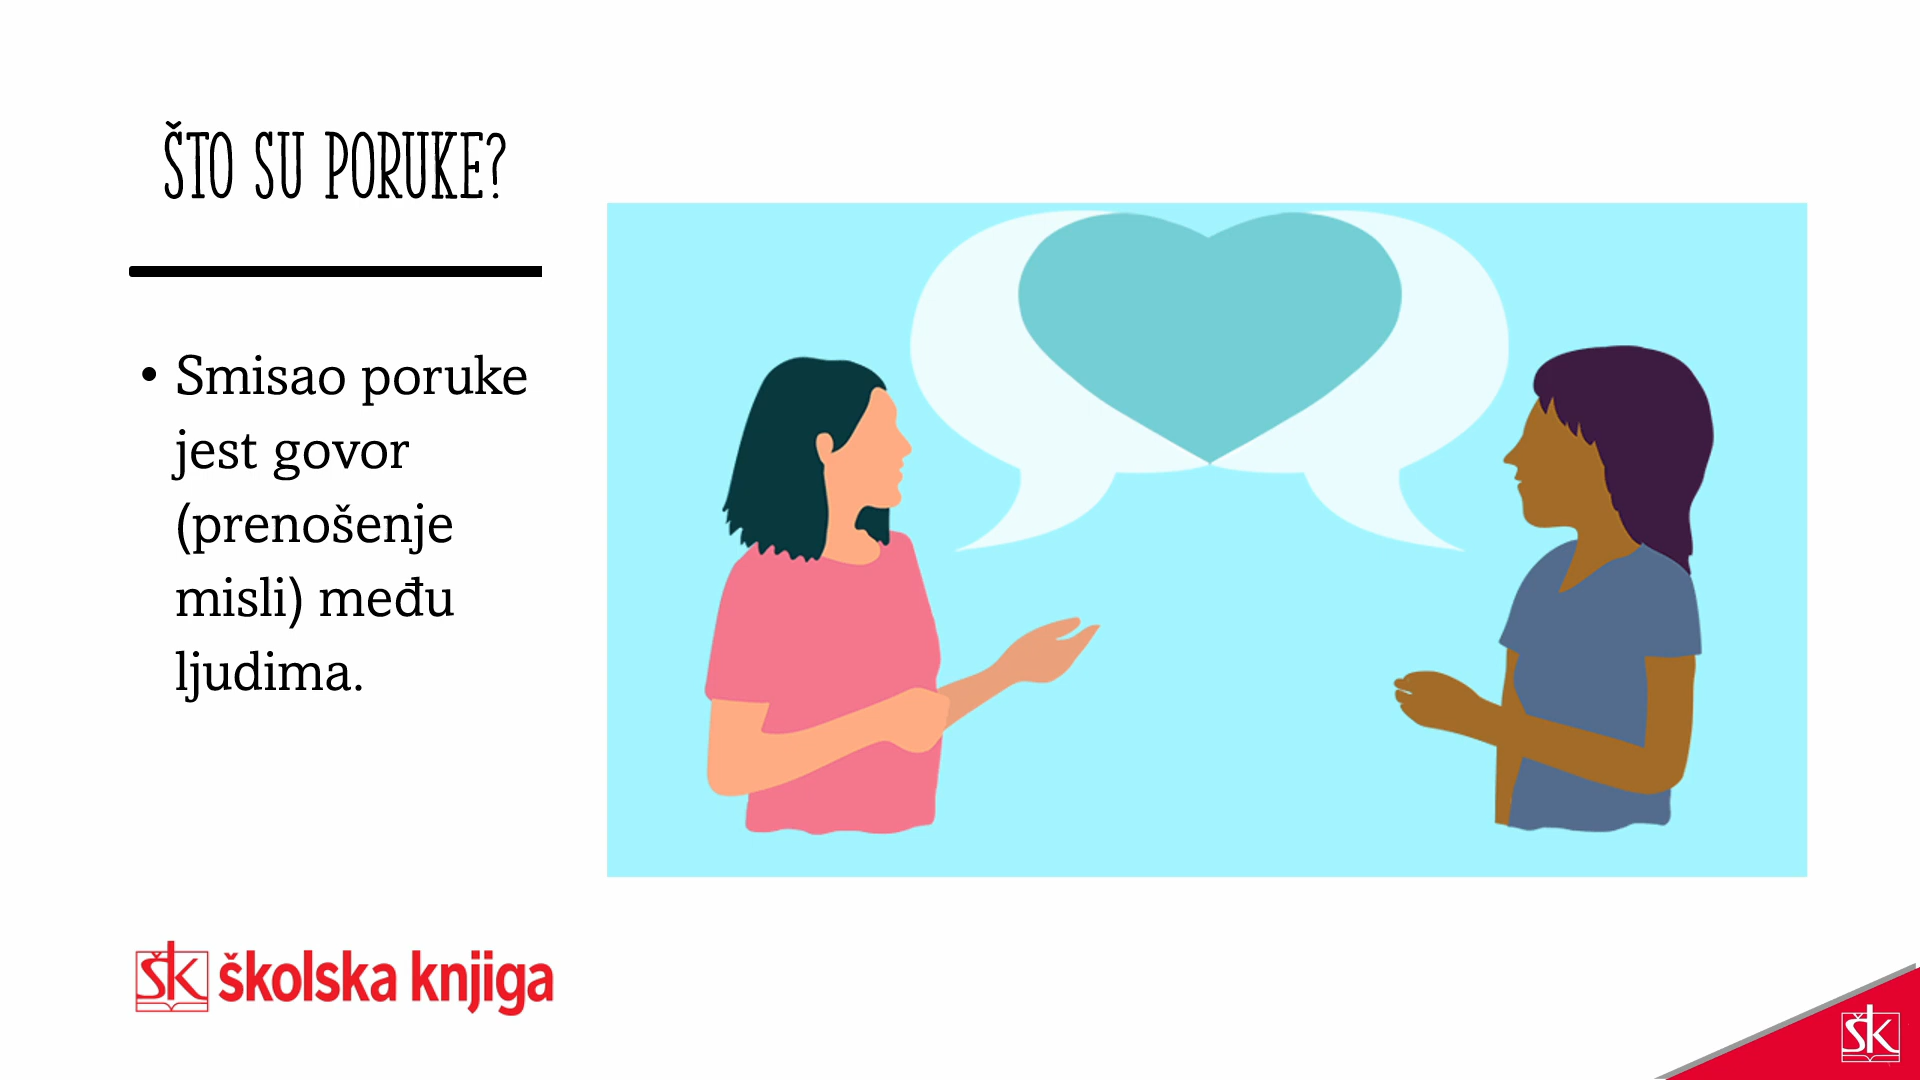 ŠTO SU PORUKE?
• Smisao poruke
jest govor
(prenošenje
misli) među
ljudima.
ŠK školska knjiga
ŠK